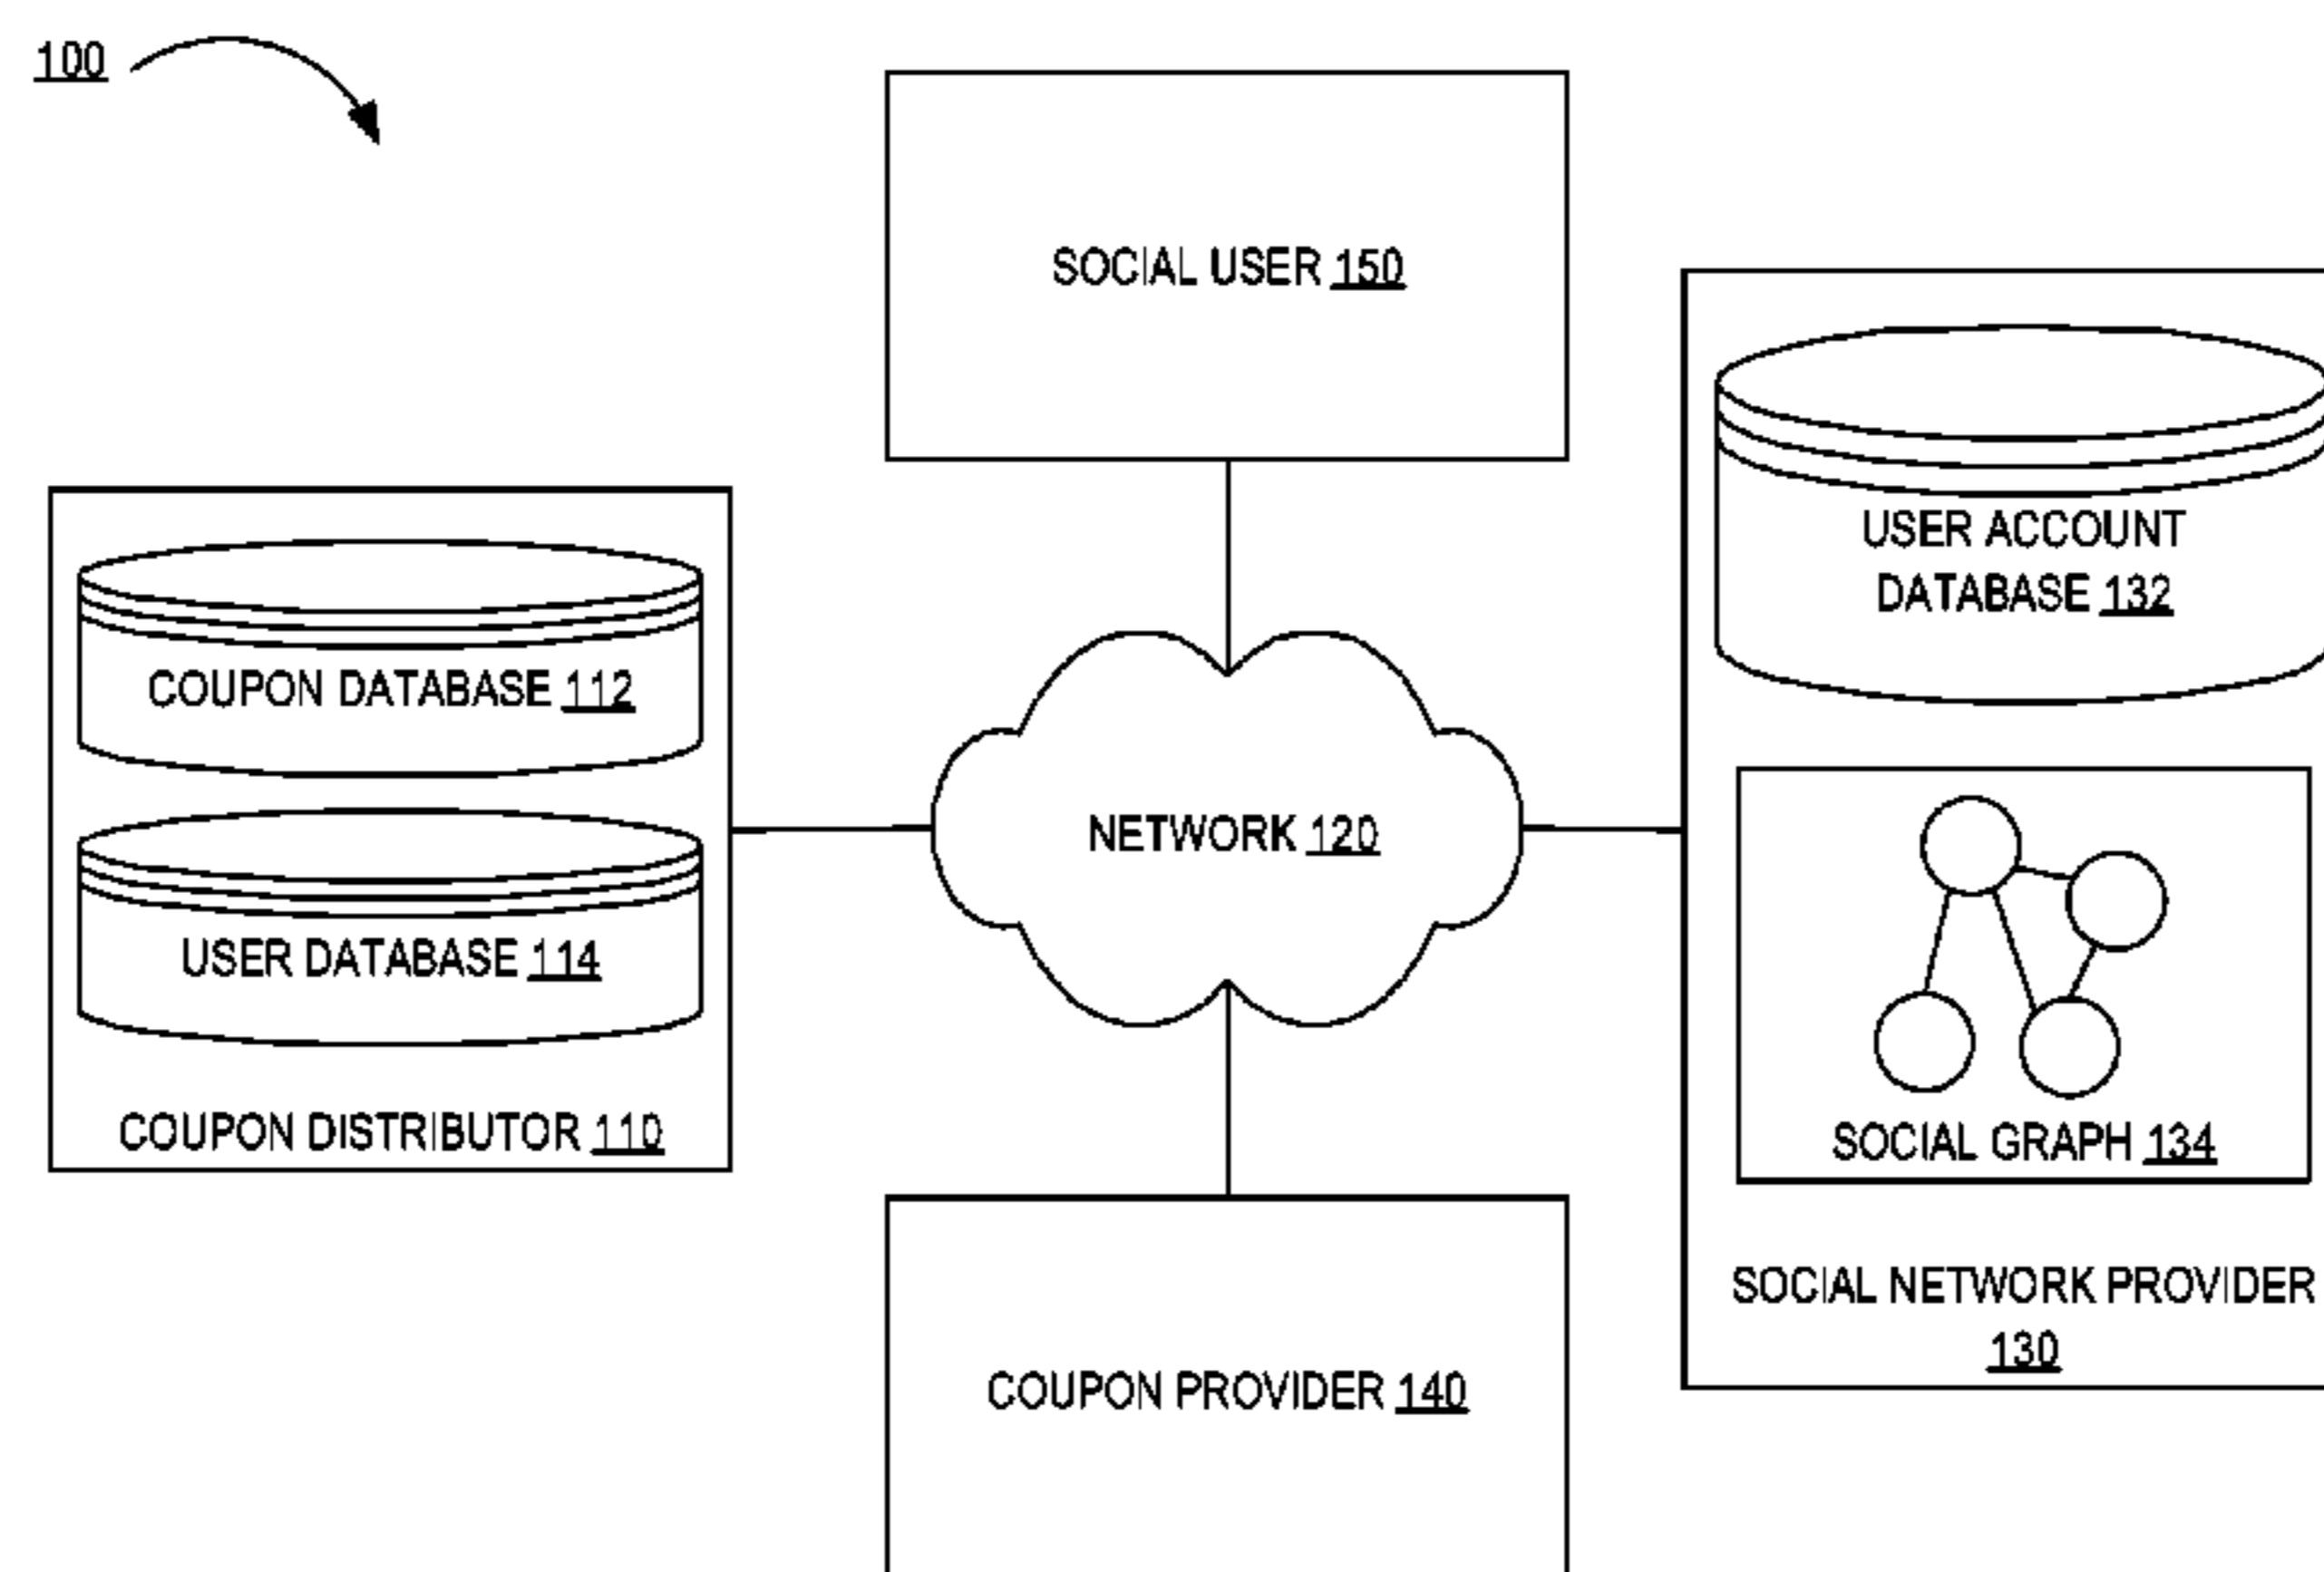 100
SOCIAL USER 150
USER ACCOUNT
DATABASE 132
COUPON DATABASE 112
NETWORK 120
USER DATABASE 114
COUPON DISTRIBUTOR 110
SOCIAL GRAPH 134
SOCIAL NETWORK PROVIDER
130
COUPON PROVIDER 140